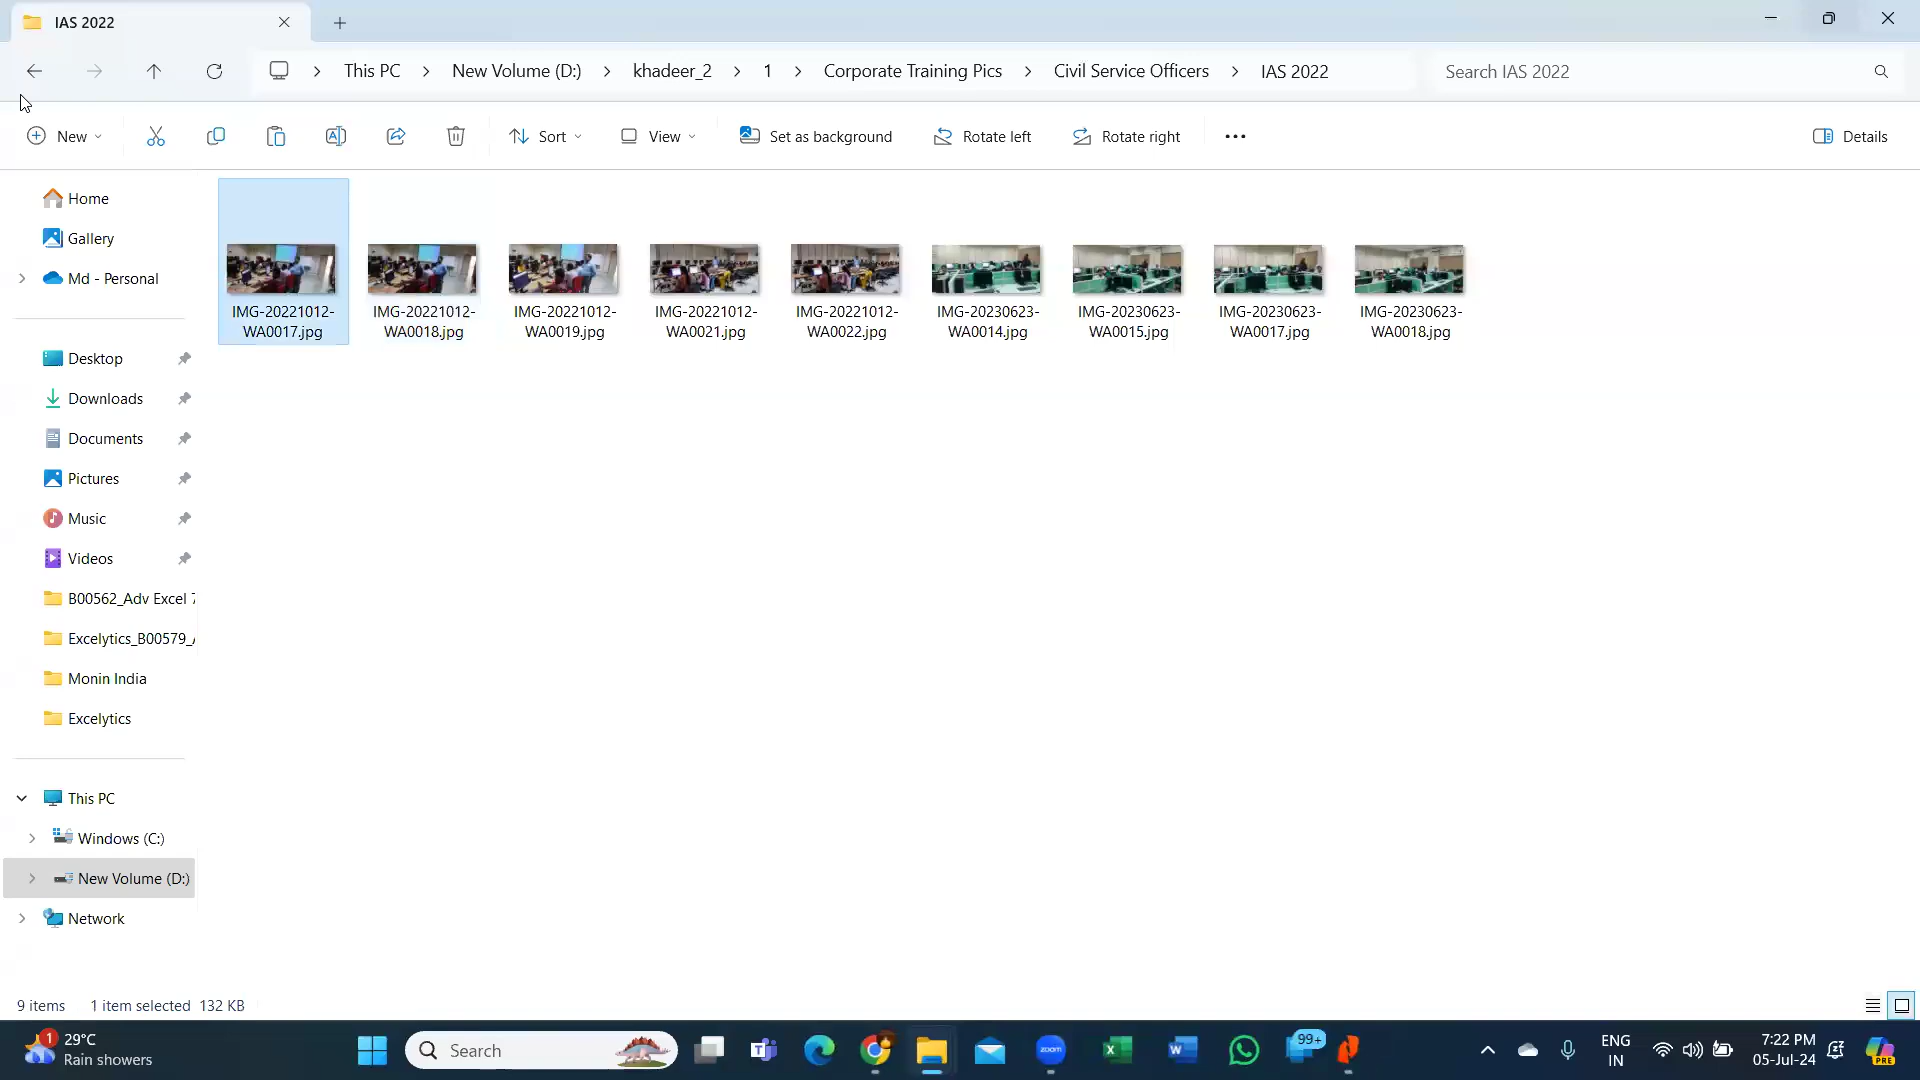 IAS 2022
This PC > New Volume (D:) > khadeer_2 > 1 > Corporate Training Pics > Civil Service Officers > IAS 2022
Search IAS 2022
New
Sort
View
Set as background
Rotate left
Rotate right
Details
Home
Gallery
Md - Personal
Desktop
Downloads
Documents
Pictures
Music
Videos
B00562_Adv Excel 7
Excelytics_B00579_
Monin India
Excelytics
This PC
Windows (C:)
New Volume (D:)
Network
IMG-20221012-
WA0017.jpg
IMG-20221012-
WA0018.jpg
IMG-20221012-
WA0019.jpg
IMG-20221012-
WA0021.jpg
IMG-20221012-
WA0022.jpg
IMG-20230623-
WA0014.jpg
IMG-20230623-
WA0015.jpg
IMG-20230623-
WA0017.jpg
IMG-20230623-
WA0018.jpg
9 items 1 item selected 132 KB
1
29°C
Rain showers
Search
zoom
99+
ENG
IN
7:22 PM
05-Jul-24
PRE